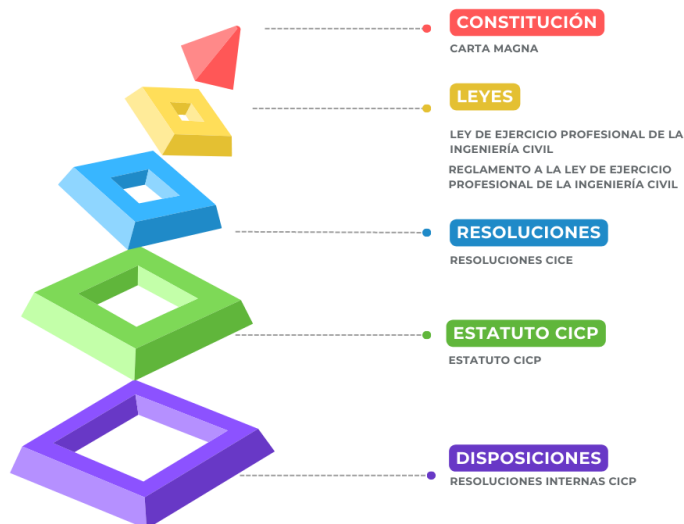 CONSTITUCIÓN
CARTA MAGNA
LEYES
LEY DE EJERCICIO PROFESIONAL DE LA
INGENIERÍA CIVIL
REGLAMENTO A LA LEY DE EJERCICIO
PROFESIONAL DE LA INGENIERÍA CIVIL
RESOLUCIONES
RESOLUCIONES CICE
ESTATUTO CICP
ESTATUTO CICP
DISPOSICIONES
RESOLUCIONES INTERNAS CICP